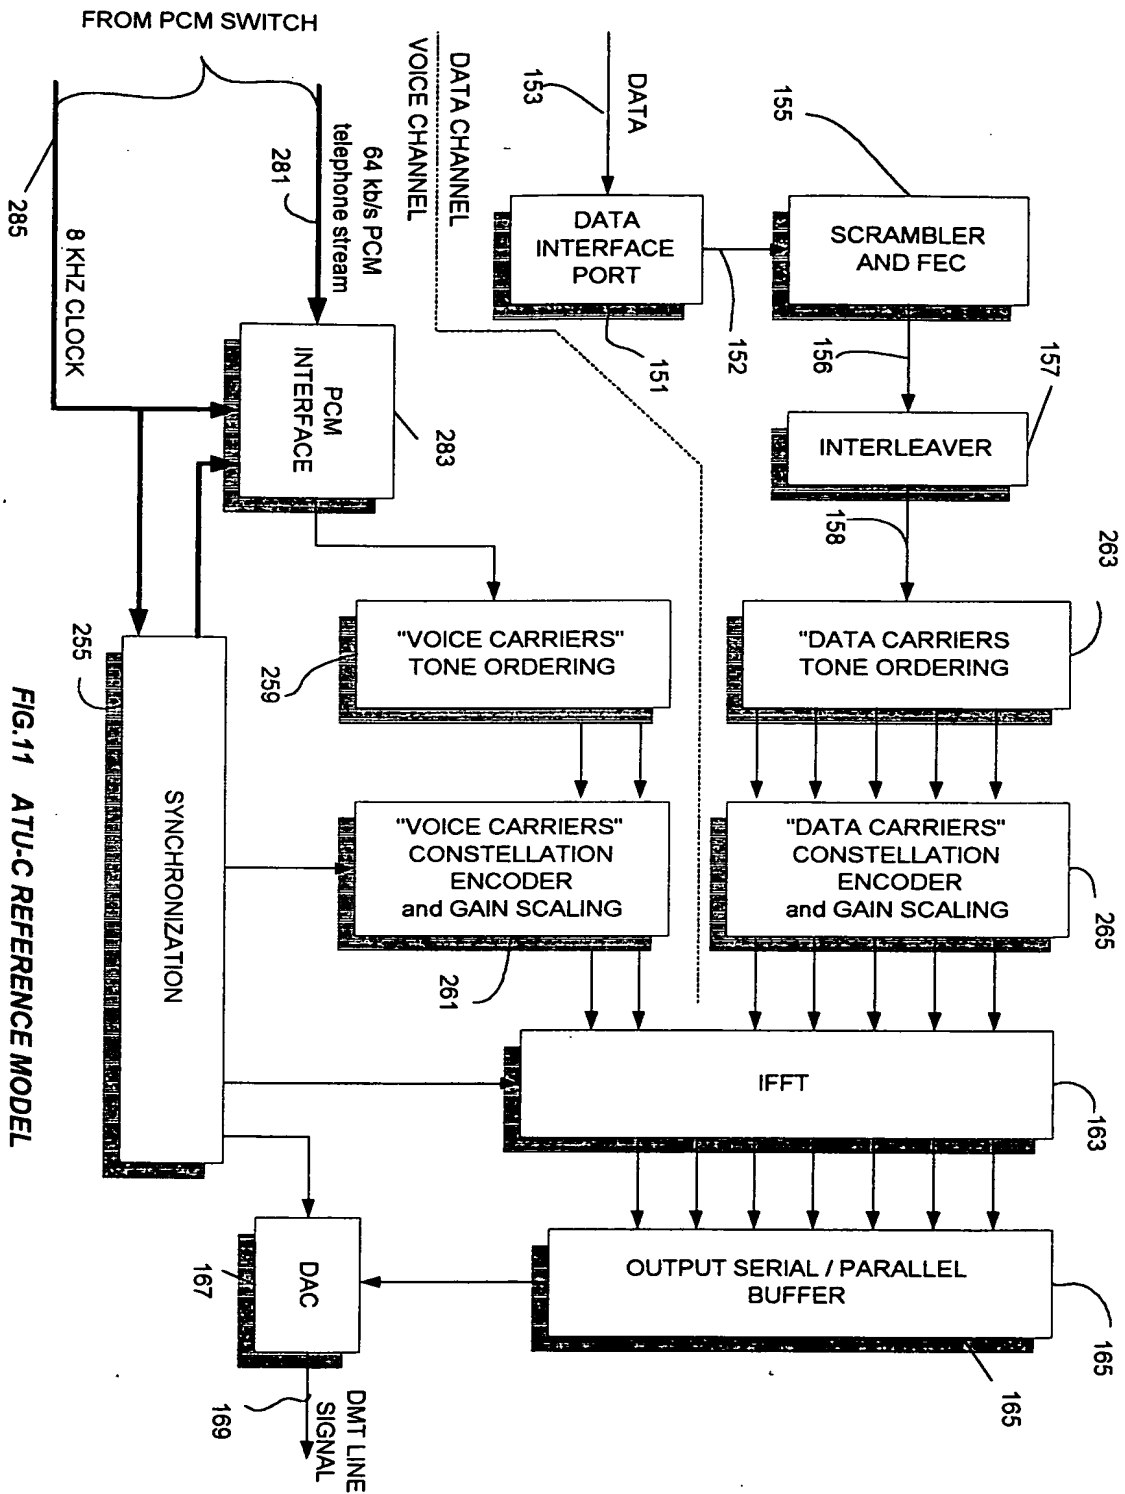 FROM PCM SWITCH
DATA CHANNEL
VOICE CHANNEL
DATA
153
155
SCRAMBLER
AND FEC
DATA
INTERFACE
PORT
152
151
156
157
INTERLEAVER
158
263
"DATA CARRIERS
TONE ORDERING
"DATA CARRIERS"
CONSTELLATION
ENCODER
and GAIN SCALING
265
64 kb/s PCM
telephone stream
281
285
8 KHZ CLOCK
PCM
INTERFACE
283
"VOICE CARRIERS"
TONE ORDERING
259
"VOICE CARRIERS"
CONSTELLATION
ENCODER
and GAIN SCALING
261
255
SYNCHRONIZATION
IFFT
163
OUTPUT SERIAL / PARALLEL
BUFFER
165
165
DAC
167
DMT LINE
SIGNAL
169
FIG.11 ATU-C REFERENCE MODEL